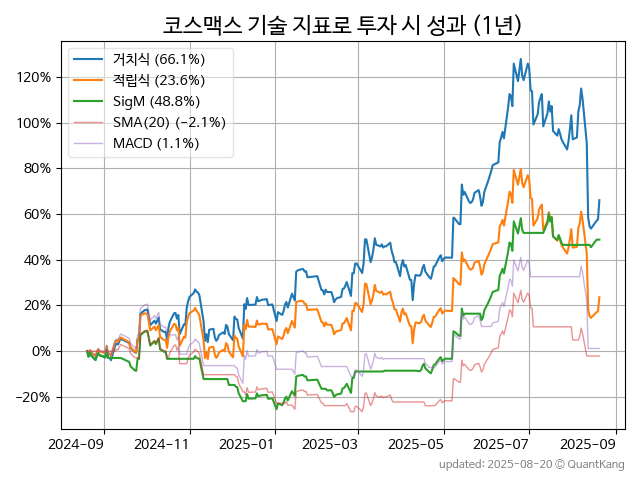 코스맥스 기술 지표로 투자 시 성과 (1년)
거치식 (66.1%)
적립식 (23.6%)
SigM (48.8%)
SMA(20) (−2.1%)
MACD (1.1%)
120%
100%
80%
60%
40%
20%
0%
−20%
2024-09 2024-11 2025-01 2025-03 2025-05 2025-07 2025-09
updated: 2025-08-20 © QuantKang